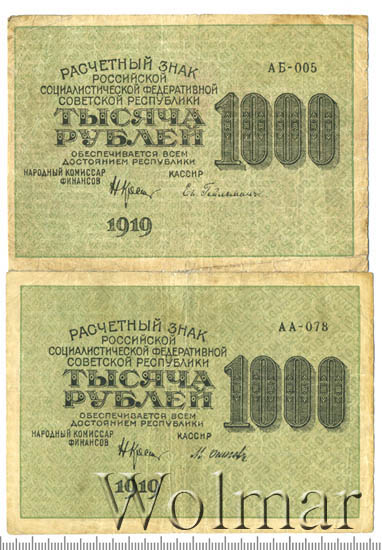 РАСЧЕТНЫЙ ЗНАК
РОССИЙСКОЙ
СОЦИАЛИСТИЧЕСКОЙ ФЕДЕРАТИВНОЙ
СОВЕТСКОЙ РЕСПУБЛИКИ
ТЫСЯЧА
РУБЛЕЙ
ОБЕСПЕЧИВАЕТСЯ ВСЕМ
ДОСТОЯНИЕМ РЕСПУБЛИКИ
НАРОДНЫЙ КОМИССАР
ФИНАНСОВ
КАССИР
1919
АБ-005
1000
РАСЧЕТНЫЙ ЗНАК
РОССИЙСКОЙ
СОЦИАЛИСТИЧЕСКОЙ ФЕДЕРАТИВНОЙ
СОВЕТСКОЙ РЕСПУБЛИКИ
ТЫСЯЧА
РУБЛЕЙ
ОБЕСПЕЧИВАЕТСЯ ВСЕМ
ДОСТОЯНИЕМ РЕСПУБЛИКИ
НАРОДНЫЙ КОМИССАР
ФИНАНСОВ
КАССИР
1919
АА-078
1000
Wolmar